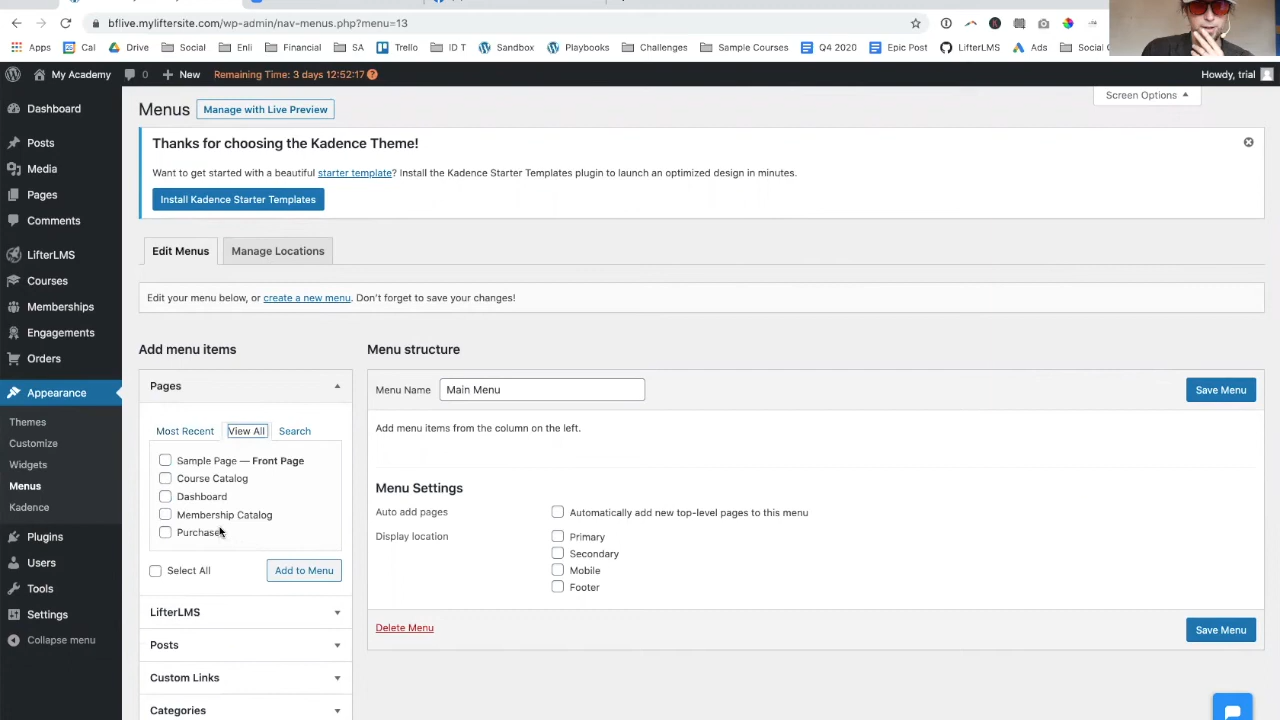 bflive.myliftersite.com/wp-admin/nav-menus.php?menu=13
Apps Cal Drive Social Enli Financial SA Trello ID T Sandbox Playbooks Challenges Sample Courses Q4 2020 Epic Post LifterLMS Ads Social
My Academy 0 New Remaining Time: 3 days 12:52:17 Howdy, trial
Screen Options
Dashboard
Posts
Media
Pages
Comments
LifterLMS
Courses
Memberships
Engagements
Orders
Appearance
Themes
Customize
Widgets
Menus
Kadence
Plugins
Users
Tools
Settings
Collapse menu
Menus Manage with Live Preview
Thanks for choosing the Kadence Theme!
Want to get started with a beautiful starter template? Install the Kadence Starter Templates plugin to launch an optimized design in minutes.
Install Kadence Starter Templates
Edit Menus Manage Locations
Edit your menu below, or create a new menu. Don't forget to save your changes!
Add menu items
Pages
Most Recent View All Search
Sample Page — Front Page
Course Catalog
Dashboard
Membership Catalog
Purchase
Select All Add to Menu
LifterLMS
Posts
Custom Links
Categories
Menu structure
Menu Name Main Menu Save Menu
Add menu items from the column on the left.
Menu Settings
Auto add pages Automatically add new top-level pages to this menu
Display location Primary
Secondary
Mobile
Footer
Delete Menu Save Menu